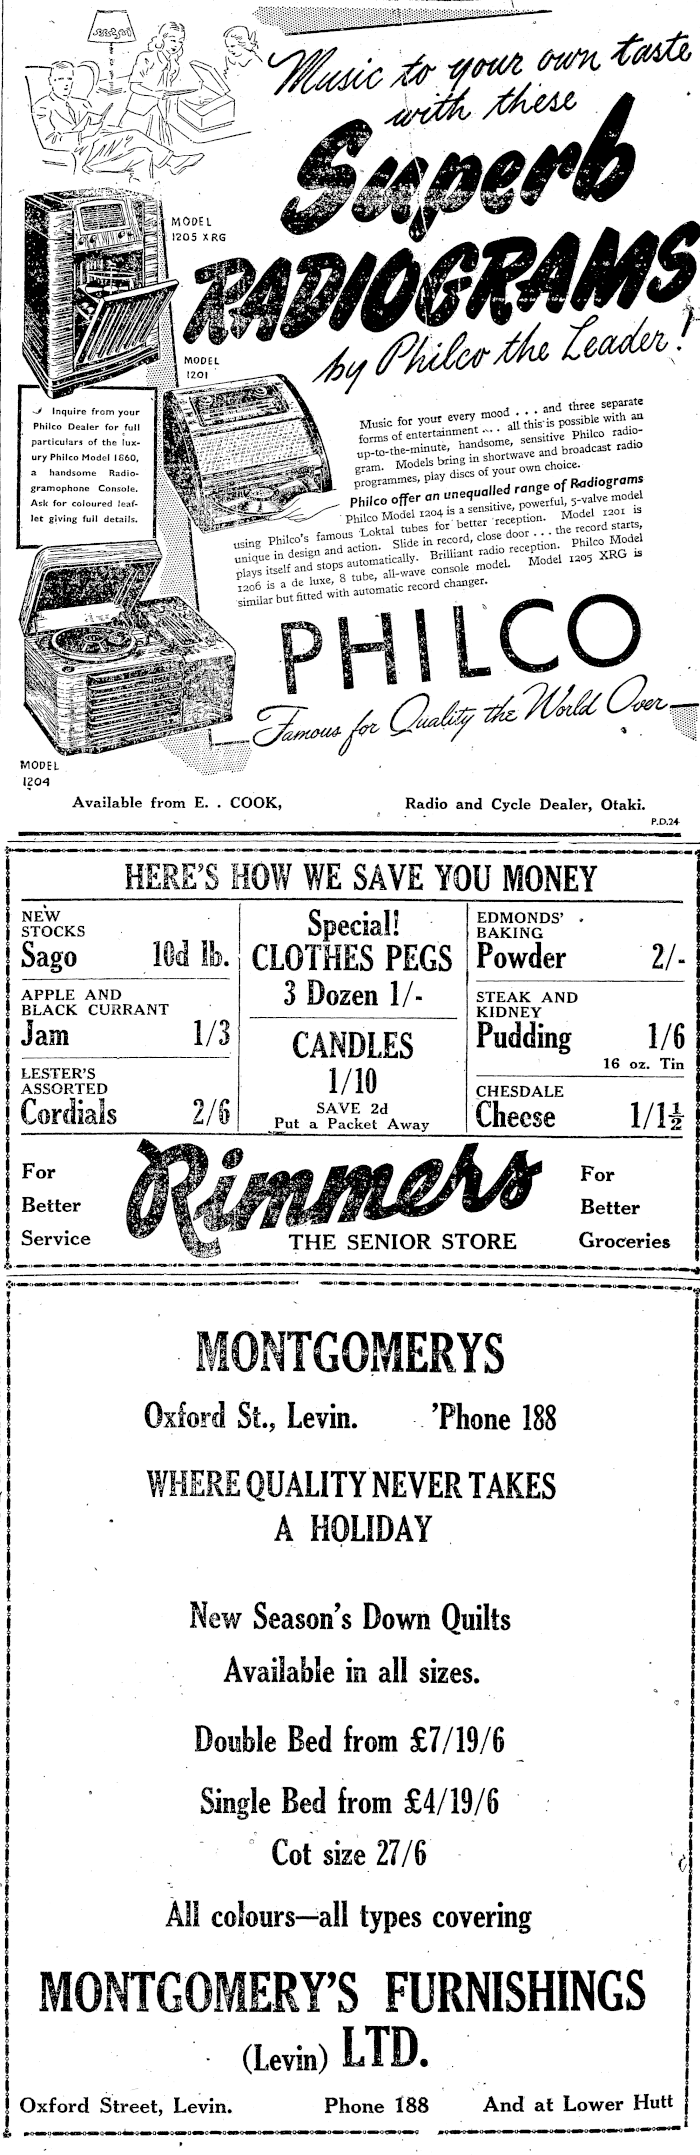 Music to your own taste
with these
Superb
RADIOGRAMS
by Philco the Leader!
MODEL
1205 XRG
MODEL
1201
Inquire from your
Philco Dealer for full
particulars of the lux-
ury Philco Model 1860,
a handsome Radio-
gramophone Console.
Ask for coloured leaf-
let giving full details.
Music for your every mood . . . and three separate
forms of entertainment . . . all this is possible with an
up-to-the-minute, handsome, sensitive Philco radio-
gram. Models bring in shortwave and broadcast radio
programmes, play discs of your own choice.
Philco offer an unequalled range of Radiograms
Philco Model 1204 is a sensitive, powerful, 5-valve model
using Philco's famous Loktal tubes for better reception. Model 1201 is
unique in design and action. Slide in record, close door . . . the record starts,
plays itself and stops automatically. Brilliant radio reception. Philco Model
1206 is a de luxe, 8 tube, all-wave console model. Model 1205 XRG is
similar but fitted with automatic record changer.
PHILCO
Famous for Quality the World Over
MODEL
1204
Available from E. . COOK, Radio and Cycle Dealer, Otaki.
P.D.24
HERE'S HOW WE SAVE YOU MONEY
NEW
STOCKS
Sago 10d lb.
APPLE AND
BLACK CURRANT
Jam 1/3
LESTER'S
ASSORTED
Cordials 2/6
Special!
CLOTHES PEGS
3 Dozen 1/-
CANDLES
1/10
SAVE 2d
Put a Packet Away
EDMONDS'
BAKING
Powder 2/-
STEAK AND
KIDNEY
Pudding 1/6
16 oz. Tin
CHESDALE
Cheese 1/1½
For
Better
Service
Rimmers
THE SENIOR STORE
For
Better
Groceries
MONTGOMERYS
Oxford St., Levin. 'Phone 188
WHERE QUALITY NEVER TAKES
A HOLIDAY
New Season's Down Quilts
Available in all sizes.
Double Bed from £7/19/6
Single Bed from £4/19/6
Cot size 27/6
All colours—all types covering
MONTGOMERY'S FURNISHINGS
(Levin) LTD.
Oxford Street, Levin. Phone 188 And at Lower Hutt